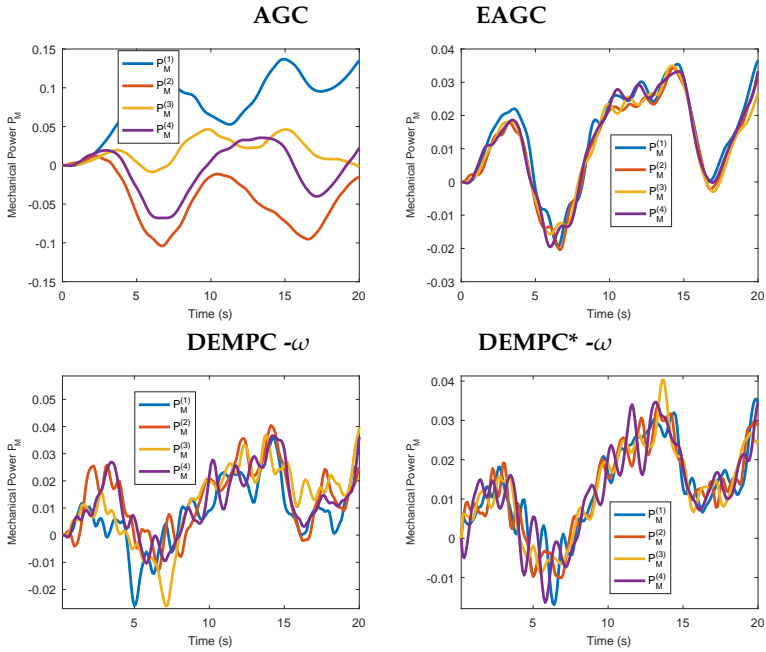 AGC
0.15
0.1
0.05
0
-0.05
-0.1
-0.15
Mechanical Power P_M
P_M^(1)
P_M^(2)
P_M^(3)
P_M^(4)
0 5 10 15 20
Time (s)
EAGC
0.04
0.03
0.02
0.01
0
-0.01
-0.02
-0.03
Mechanical Power P_M
P_M^(1)
P_M^(2)
P_M^(3)
P_M^(4)
0 5 10 15 20
Time (s)
DEMPC -ω
0.05
0.04
0.03
0.02
0.01
0
-0.01
-0.02
Mechanical Power P_M
P_M^(1)
P_M^(2)
P_M^(3)
P_M^(4)
0 5 10 15 20
Time (s)
DEMPC* -ω
0.04
0.03
0.02
0.01
0
-0.01
Mechanical Power P_M
P_M^(1)
P_M^(2)
P_M^(3)
P_M^(4)
0 5 10 15 20
Time (s)